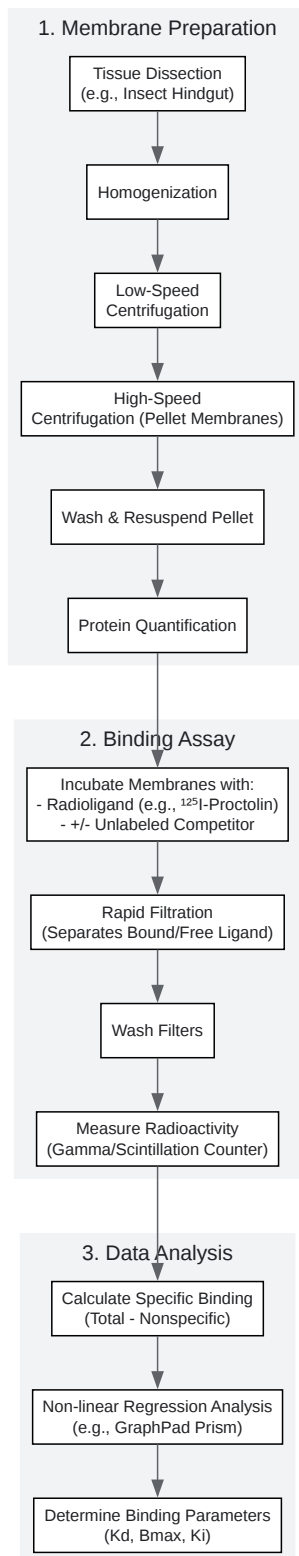 1. Membrane Preparation
Tissue Dissection
(e.g., Insect Hindgut)
Homogenization
Low-Speed
Centrifugation
High-Speed
Centrifugation (Pellet Membranes)
Wash & Resuspend Pellet
Protein Quantification
2. Binding Assay
Incubate Membranes with:
- Radioligand (e.g., ¹²⁵I-Proctolin)
- +/- Unlabeled Competitor
Rapid Filtration
(Separates Bound/Free Ligand)
Wash Filters
Measure Radioactivity
(Gamma/Scintillation Counter)
3. Data Analysis
Calculate Specific Binding
(Total - Nonspecific)
Non-linear Regression Analysis
(e.g., GraphPad Prism)
Determine Binding Parameters
(Kd, Bmax, Ki)